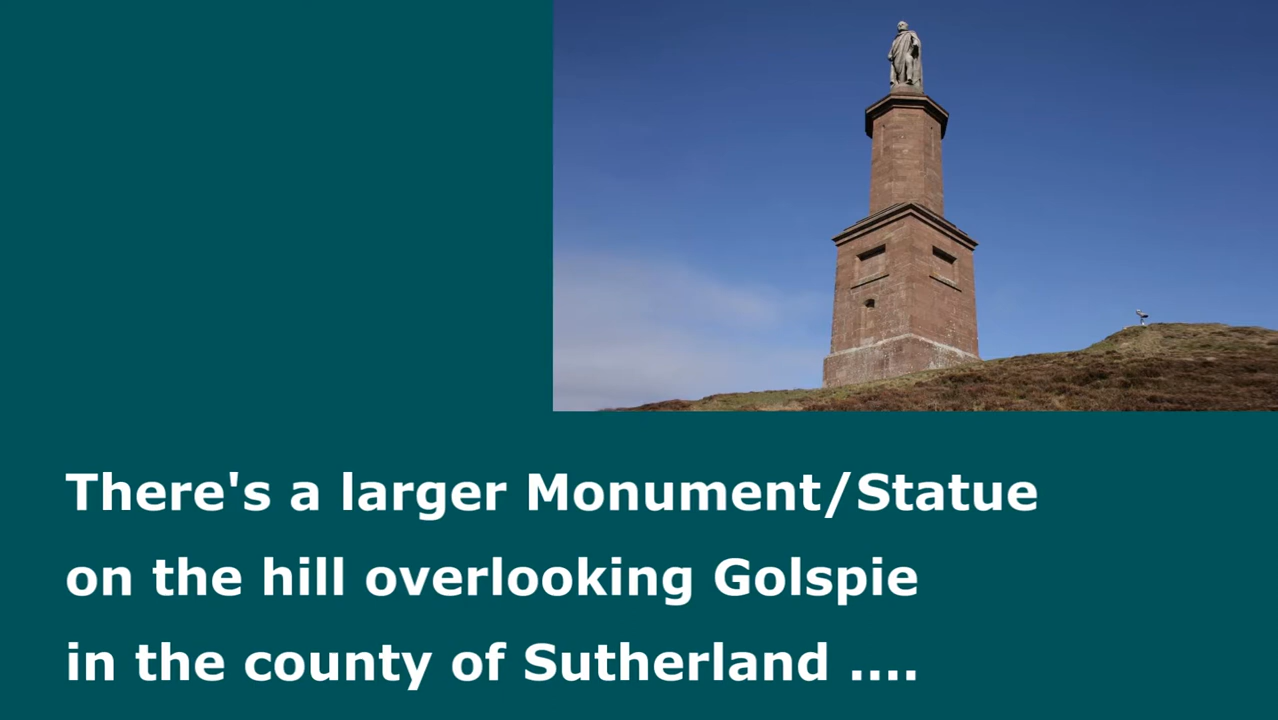 There's a larger Monument/Statue
on the hill overlooking Golspie
in the county of Sutherland ....